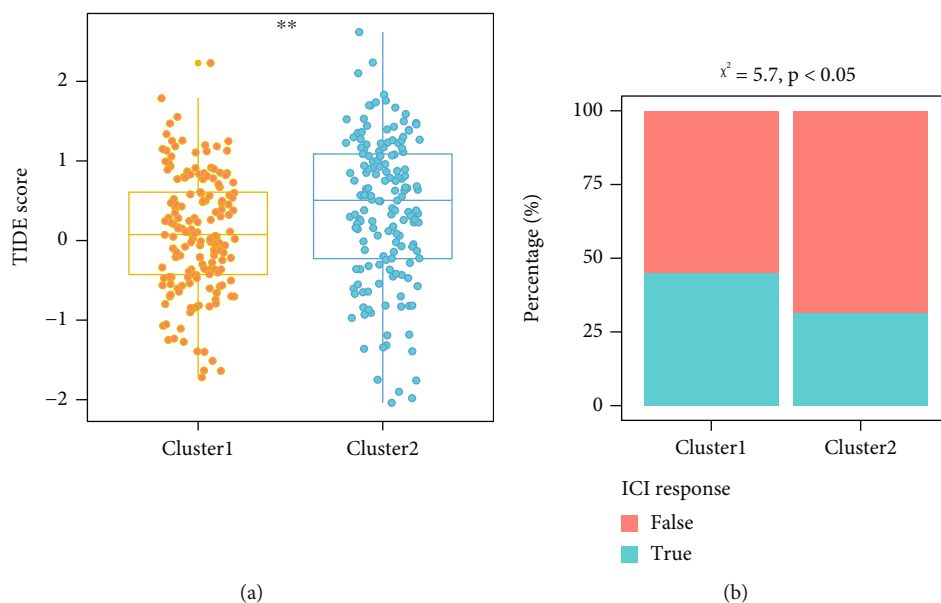 **
TIDE score
2
1
0
−1
−2
Cluster1
Cluster2
(a)
χ² = 5.7, p < 0.05
Percentage (%)
100
75
50
25
0
Cluster1
Cluster2
ICI response
False
True
(b)